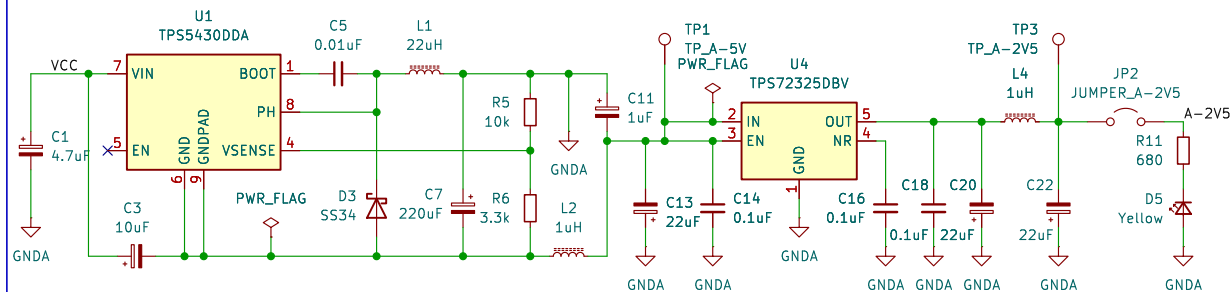 U1
TPS5430DDA
VCC
7
VIN
BOOT
1
PH
8
5
EN
VSENSE
4
GND
GNDPAD
6
9
C1
4.7uF
GNDA
C3
10uF
PWR_FLAG
C5
0.01uF
L1
22uH
D3
SS34
C7
220uF
R5
10k
R6
3.3k
GNDA
L2
1uH
C11
1uF
TP1
TP_A-5V
PWR_FLAG
U4
TPS72325DBV
2
IN
OUT
5
3
EN
NR
4
GND
1
GNDA
C13
22uF
GNDA
C14
0.1uF
GNDA
C16
0.1uF
GNDA
C18
0.1uF
GNDA
C20
22uF
GNDA
TP3
TP_A-2V5
L4
1uH
C22
22uF
GNDA
JP2
JUMPER_A-2V5
A-2V5
R11
680
D5
Yellow
GNDA